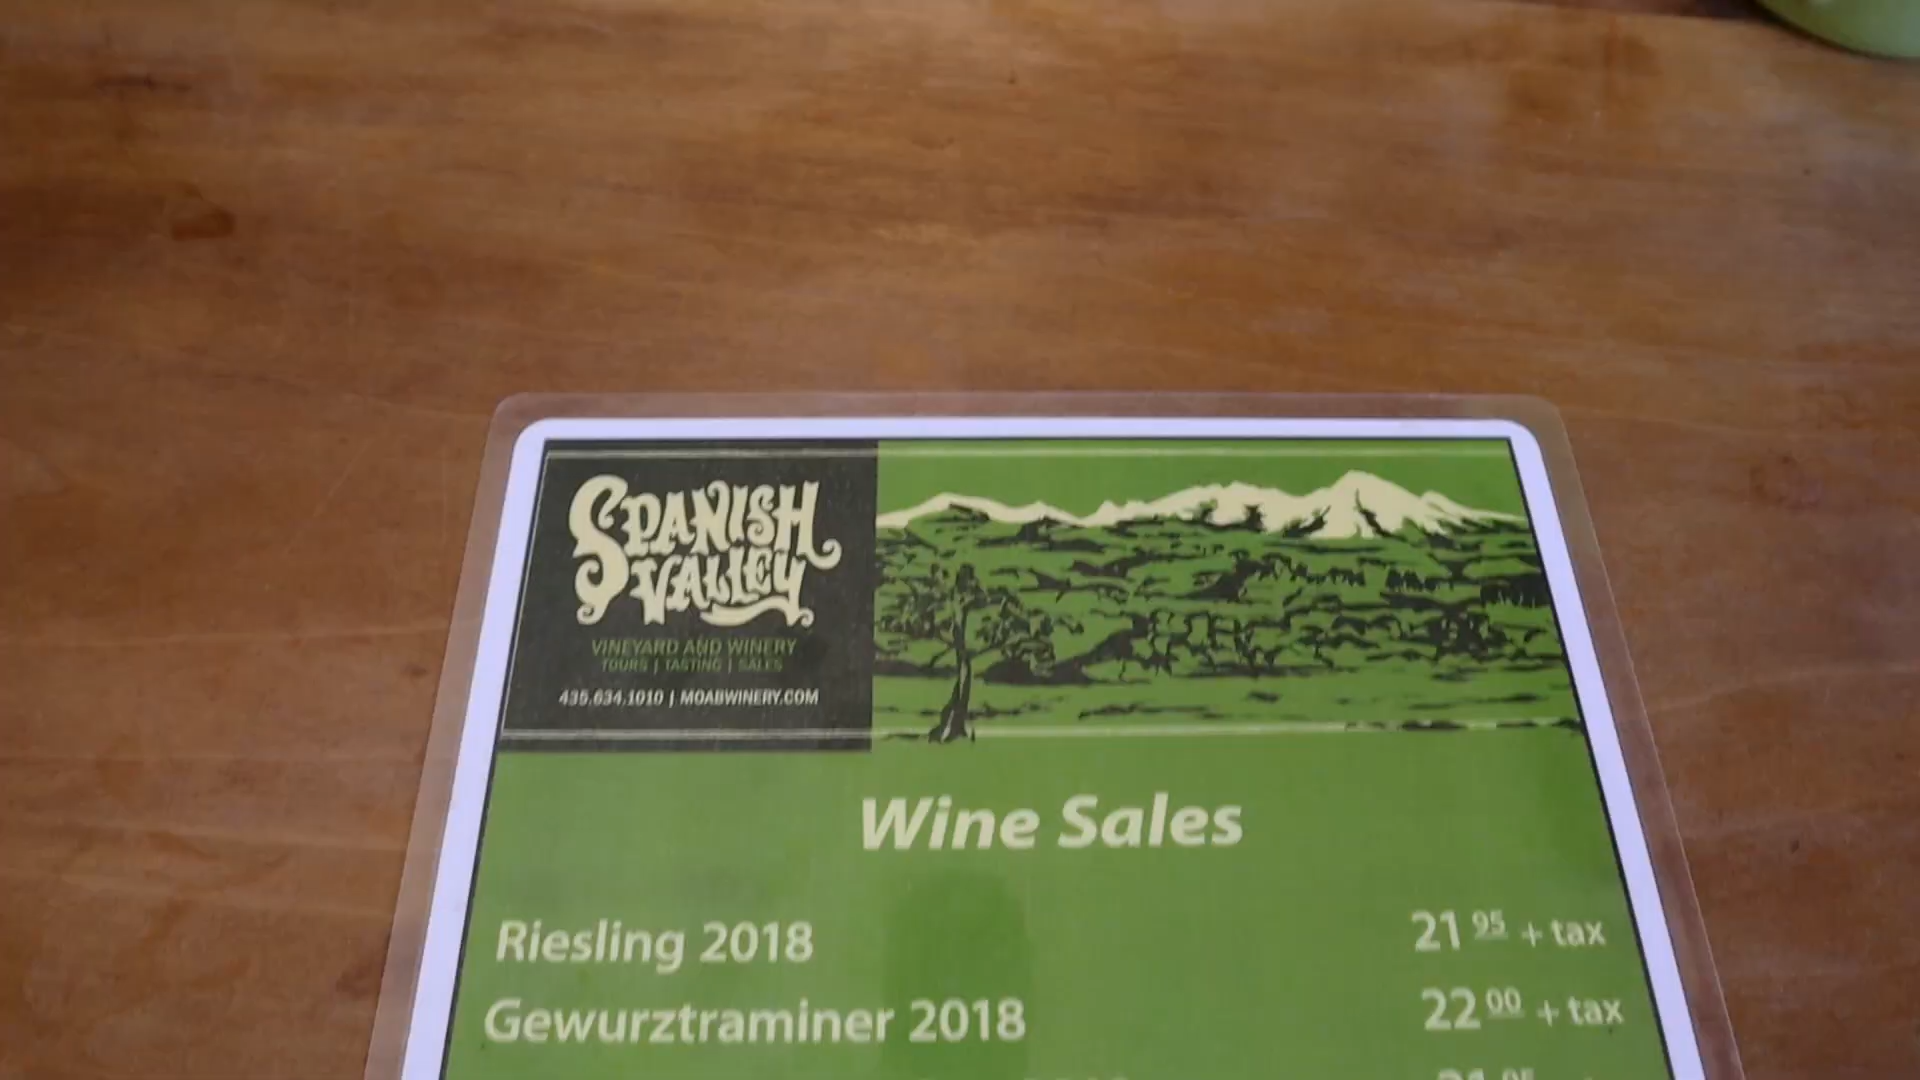 SPANISH
VALLEY
VINEYARD AND WINERY
TOURS | TASTING | SALES
435.634.1010 | MOABWINERY.COM
Wine Sales
Riesling 2018 21 95 + tax
Gewurztraminer 2018 22 00 + tax